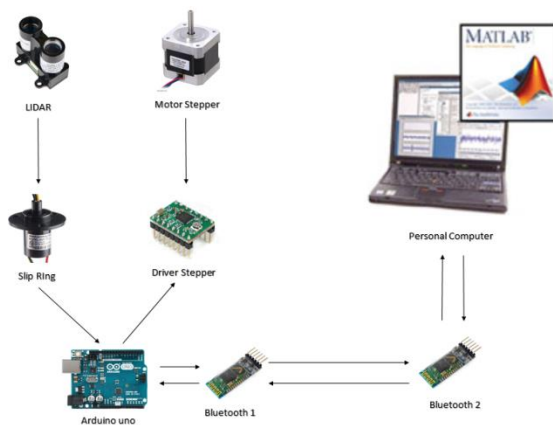 MATLAB®
LIDAR
Motor Stepper
Slip RIng
Driver Stepper
Personal Computer
Arduino uno
Bluetooth 1
Bluetooth 2